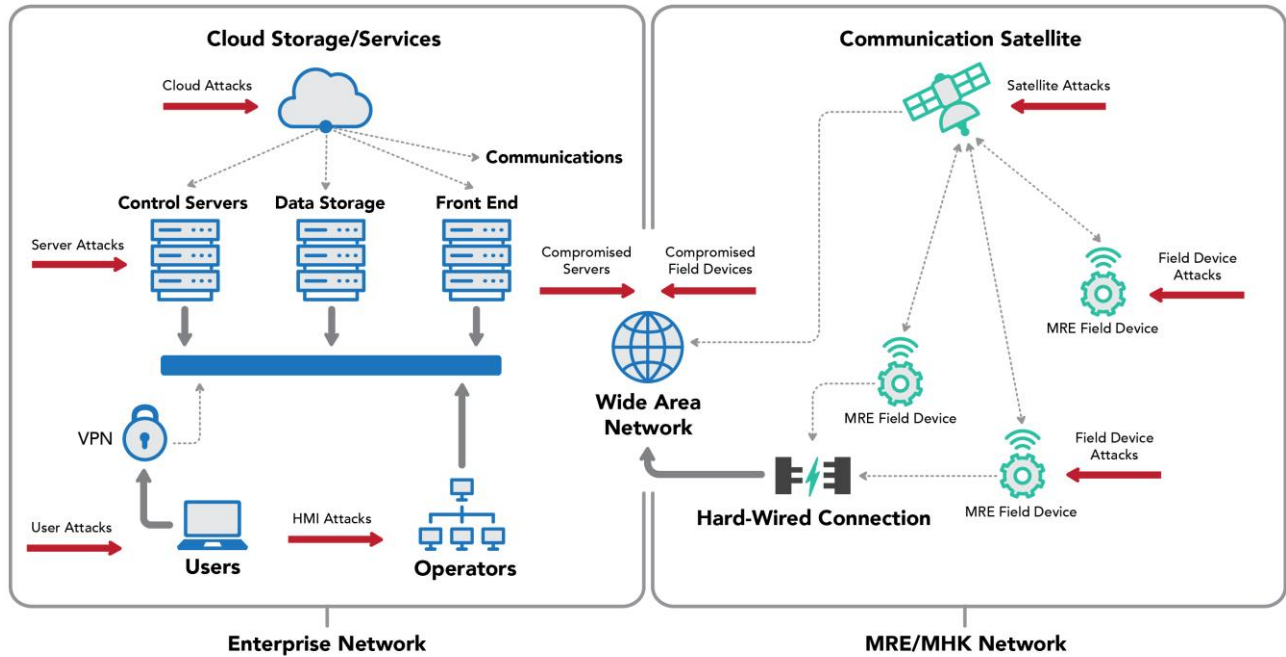 Cloud Storage/Services
Cloud Attacks
Communications
Control Servers
Data Storage
Front End
Server Attacks
VPN
User Attacks
Users
HMI Attacks
Operators
Enterprise Network
Compromised
Servers
Compromised
Field Devices
Wide Area
Network
Communication Satellite
Satellite Attacks
Field Device
Attacks
MRE Field Device
MRE Field Device
Field Device
Attacks
MRE Field Device
Hard-Wired Connection
MRE/MHK Network